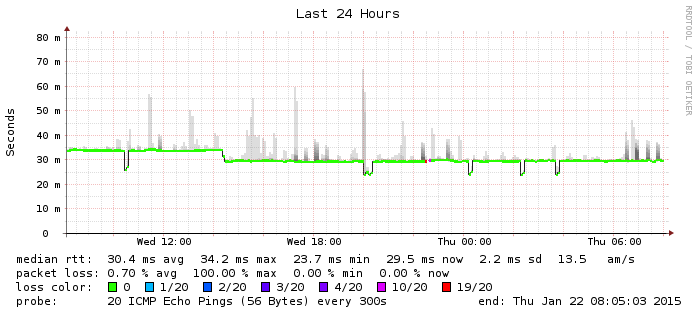 Last 24 Hours
RRDTOOL / TOBI OETIKER
Seconds
80 m
70 m
60 m
50 m
40 m
30 m
20 m
10 m
0
Wed 12:00 Wed 18:00 Thu 00:00 Thu 06:00
median rtt: 30.4 ms avg 34.2 ms max 23.7 ms min 29.5 ms now 2.2 ms sd 13.5 am/s
packet loss: 0.70 % avg 100.00 % max 0.00 % min 0.00 % now
loss color: 0 1/20 2/20 3/20 4/20 10/20 19/20
probe: 20 ICMP Echo Pings (56 Bytes) every 300s end: Thu Jan 22 08:05:03 2015